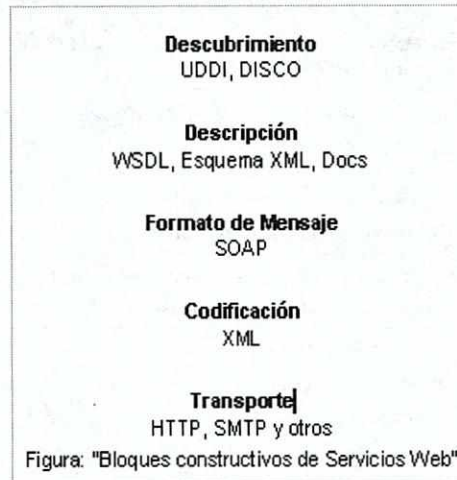 Descubrimiento
UDDI, DISCO
Descripción
WSDL, Esquema XML, Docs
Formato de Mensaje
SOAP
Codificación
XML
Transporte
HTTP, SMTP y otros
Figura: "Bloques constructivos de Servicios Web"